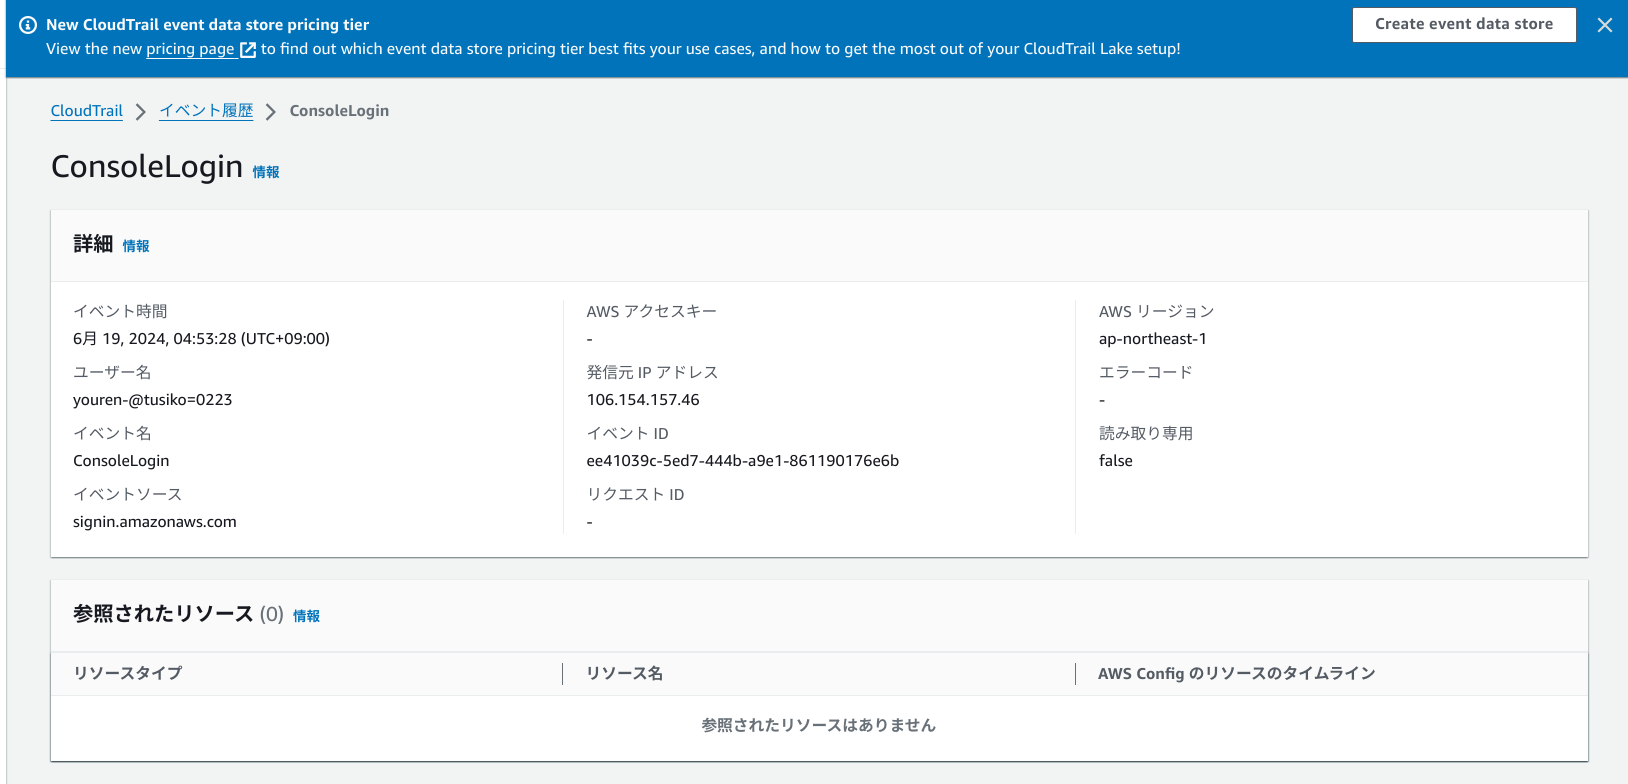 New CloudTrail event data store pricing tier
View the new pricing page to find out which event data store pricing tier best fits your use cases, and how to get the most out of your CloudTrail Lake setup!
Create event data store
CloudTrail > イベント履歴 > ConsoleLogin
ConsoleLogin 情報
詳細 情報
イベント時間
6月 19, 2024, 04:53:28 (UTC+09:00)
ユーザー名
youren-@tusiko=0223
イベント名
ConsoleLogin
イベントソース
signin.amazonaws.com
AWS アクセスキー
-
発信元 IP アドレス
106.154.157.46
イベント ID
ee41039c-5ed7-444b-a9e1-861190176e6b
リクエスト ID
-
AWS リージョン
ap-northeast-1
エラーコード
-
読み取り専用
false
参照されたリソース (0) 情報
リソースタイプ
リソース名
AWS Config のリソースのタイムライン
参照されたリソースはありません